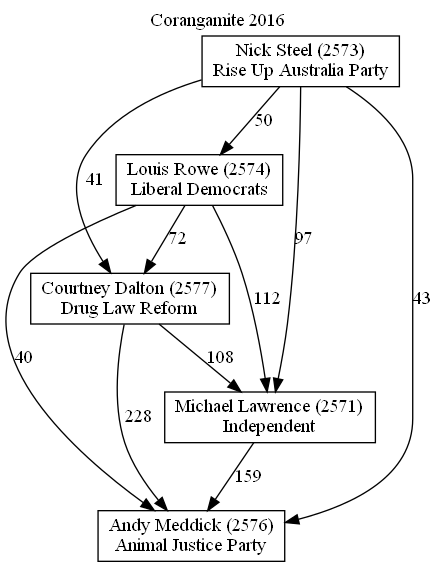 Corangamite 2016
Nick Steel (2573)
Rise Up Australia Party
50
Louis Rowe (2574)
Liberal Democrats
41
72
97
Courtney Dalton (2577)
Drug Law Reform
112
43
40
108
Michael Lawrence (2571)
Independent
228
159
Andy Meddick (2576)
Animal Justice Party